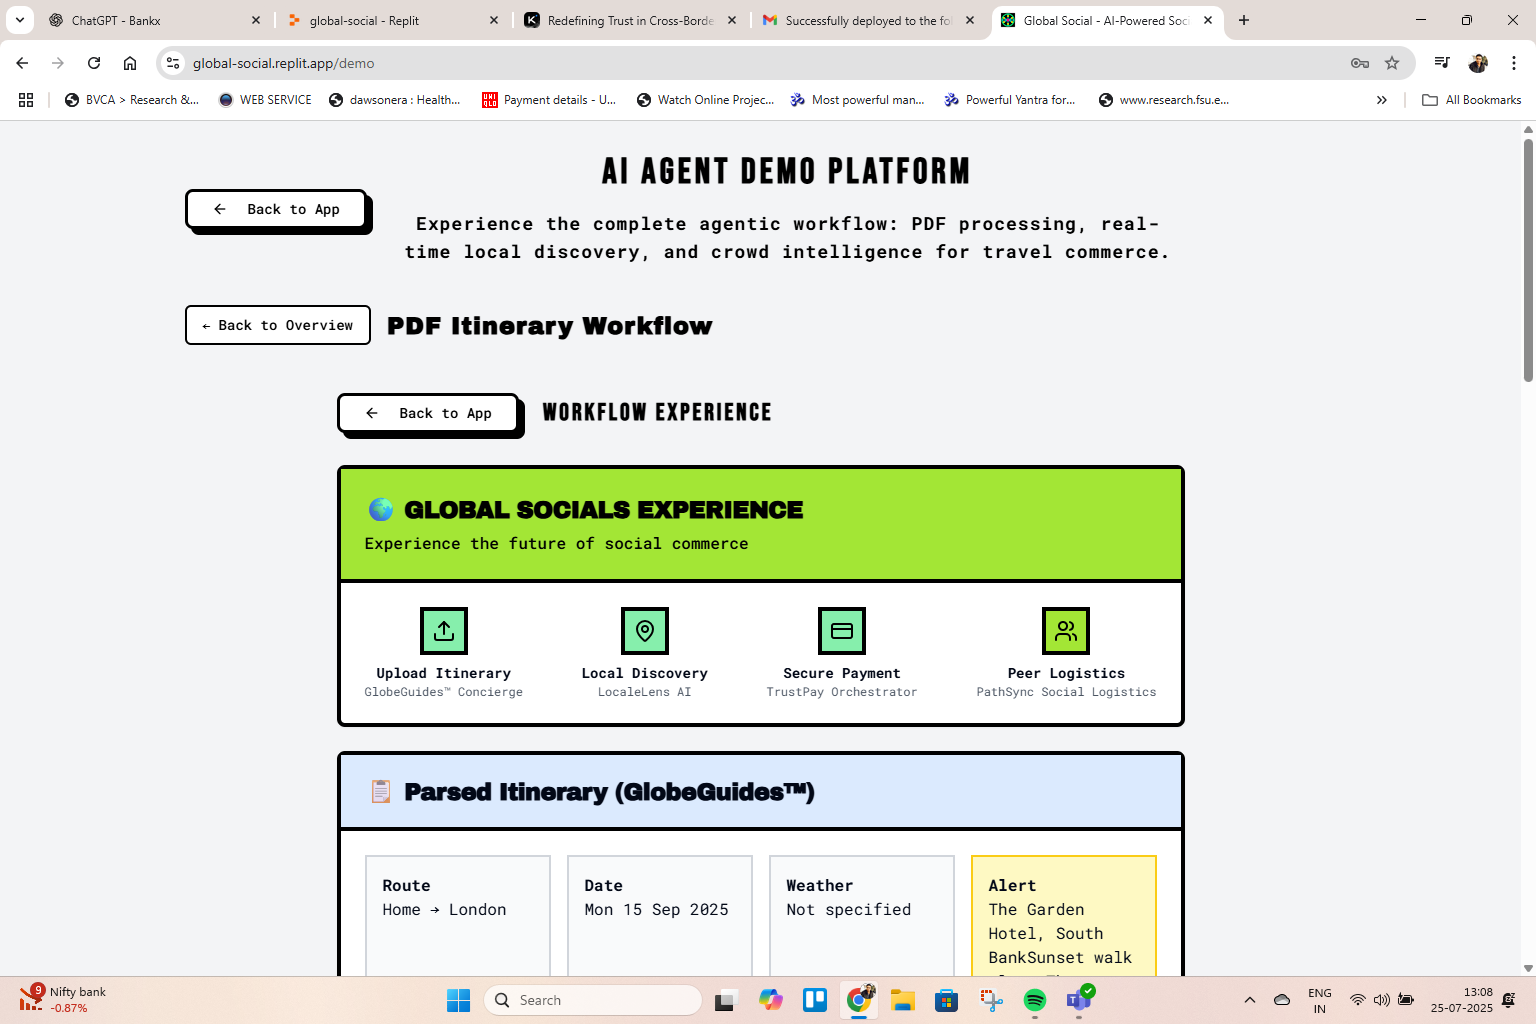 ChatGPT - Bankx
global-social - Replit
Redefining Trust in Cross-Borde
Successfully deployed to the fo
Global Social - AI-Powered Soci
global-social.replit.app/demo
BVCA > Research &...
WEB SERVICE
dawsonera : Health...
UNI QLO
Payment details - U...
Watch Online Projec...
Most powerful man...
Powerful Yantra for...
www.research.fsu.e...
All Bookmarks
AI AGENT DEMO PLATFORM
← Back to App
Experience the complete agentic workflow: PDF processing, real-
time local discovery, and crowd intelligence for travel commerce.
← Back to Overview
PDF Itinerary Workflow
← Back to App
WORKFLOW EXPERIENCE
GLOBAL SOCIALS EXPERIENCE
Experience the future of social commerce
Upload Itinerary
GlobeGuides™ Concierge
Local Discovery
LocaleLens AI
Secure Payment
TrustPay Orchestrator
Peer Logistics
PathSync Social Logistics
Parsed Itinerary (GlobeGuides™)
Route
Home → London
Date
Mon 15 Sep 2025
Weather
Not specified
Alert
The Garden
Hotel, South
BankSunset walk
9
Nifty bank
-0.87%
Search
ENG
IN
13:08
25-07-2025